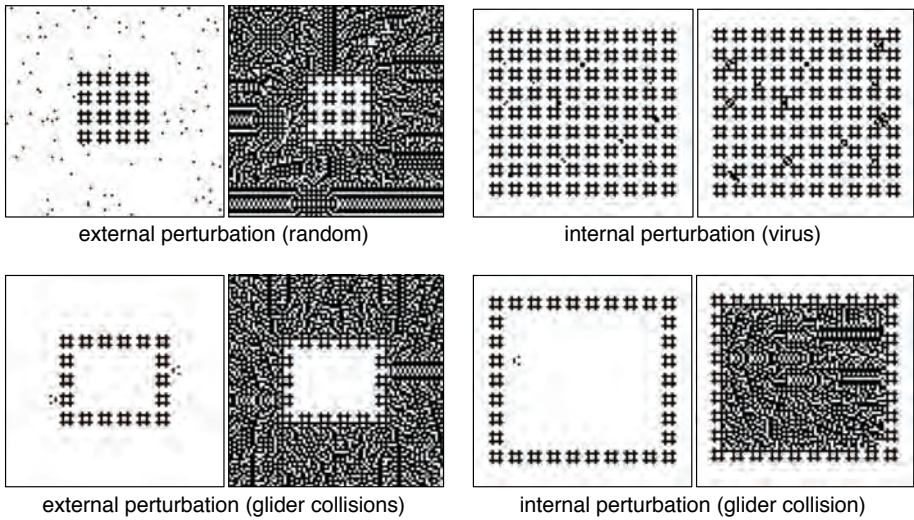 external perturbation (random)
internal perturbation (virus)
external perturbation (glider collisions)
internal perturbation (glider collision)